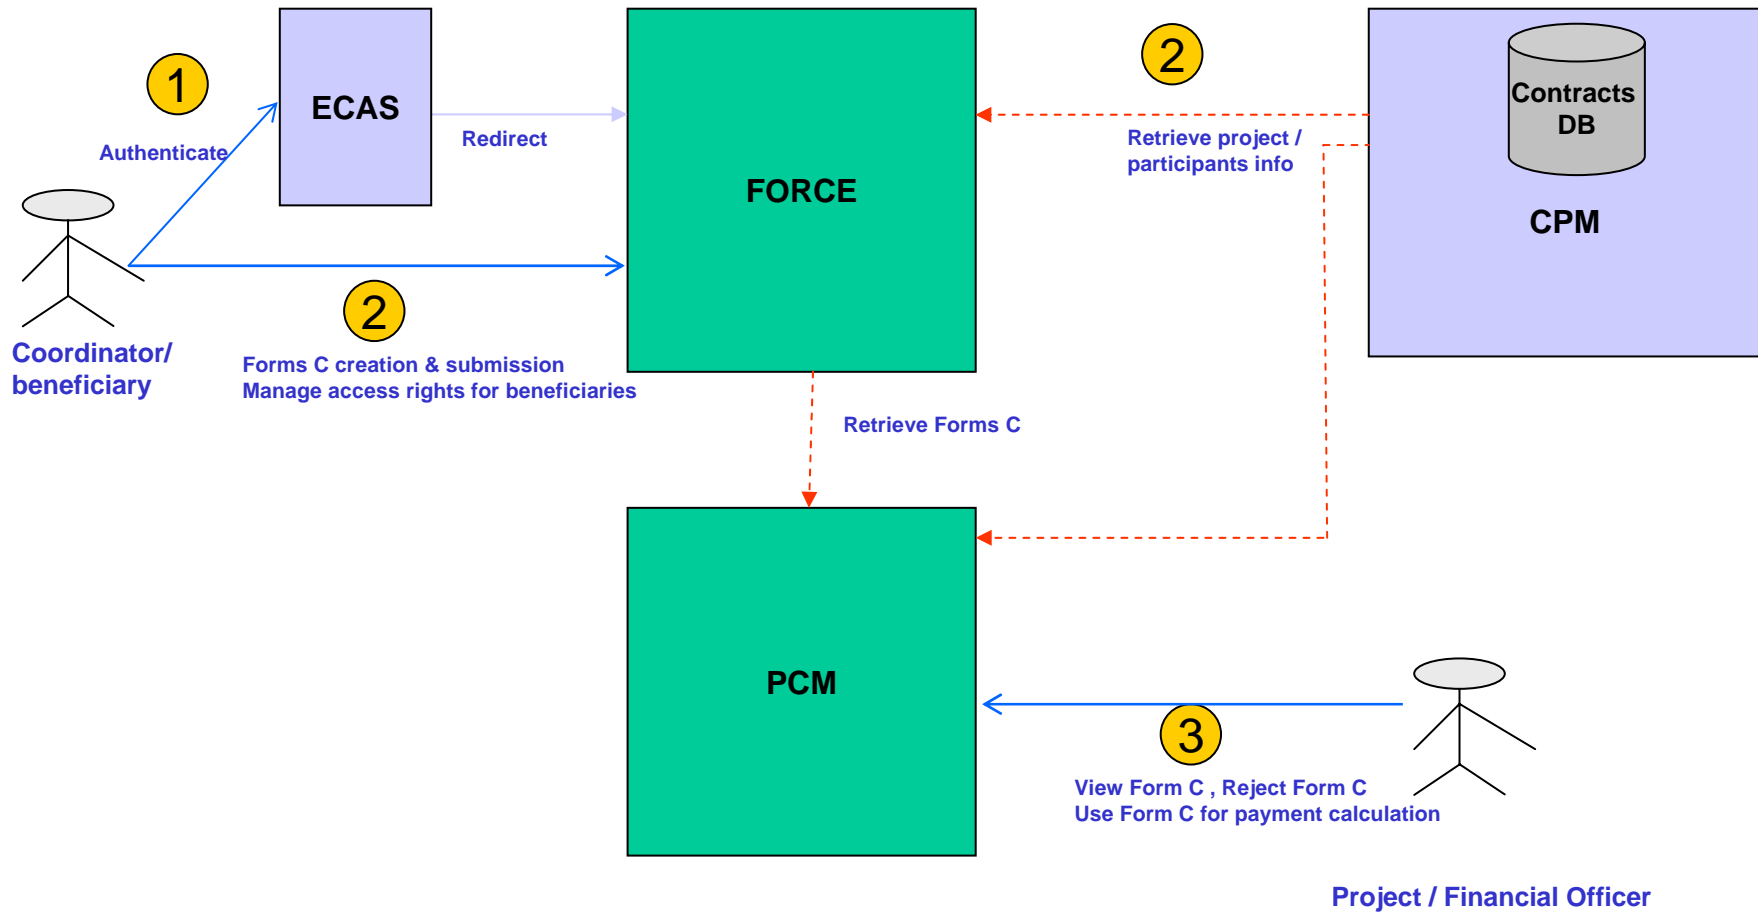 1
ECAS
2
Contracts
DB
Authenticate
Redirect
Retrieve project /
participants info
FORCE
CPM
2
Coordinator/
beneficiary
Forms C creation & submission
Manage access rights for beneficiaries
Retrieve Forms C
PCM
3
View Form C , Reject Form C
Use Form C for payment calculation
Project / Financial Officer